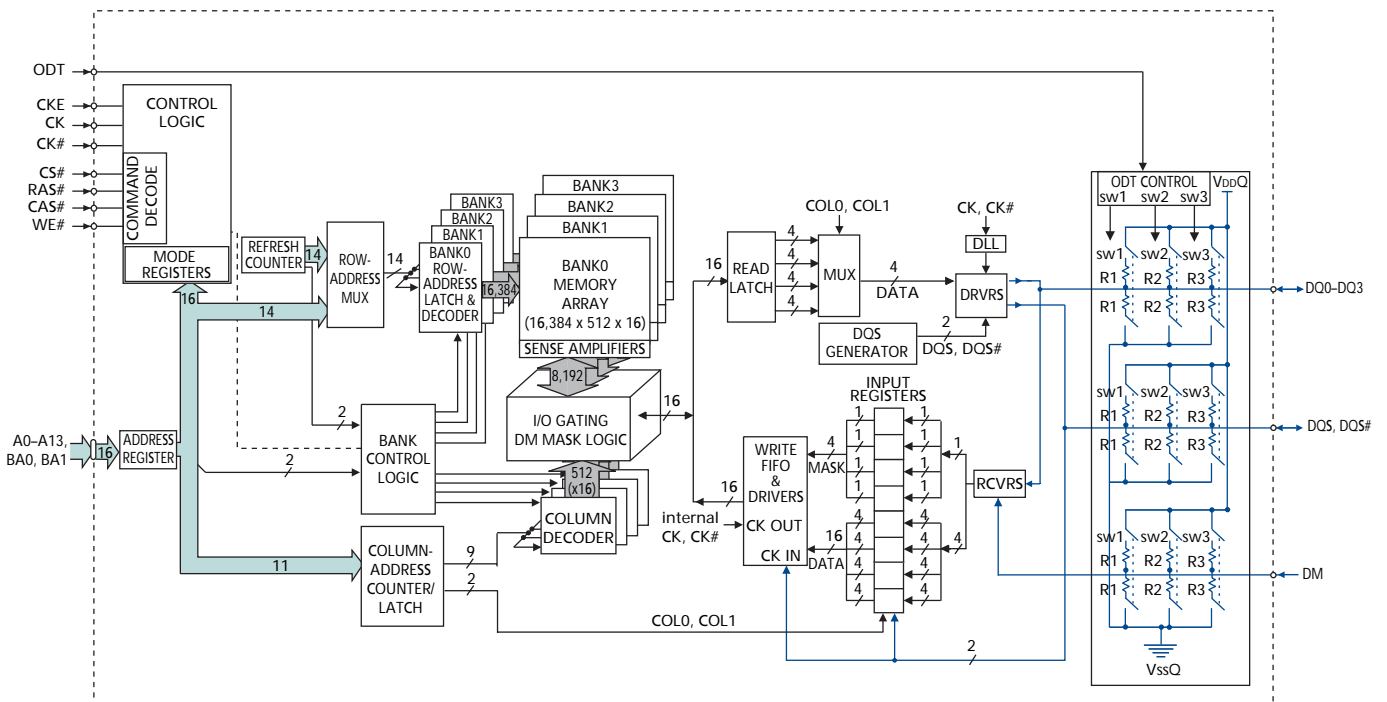 ODT
CKE
CK
CK#
CS#
RAS#
CAS#
WE#
CONTROL
LOGIC
COMMAND
DECODE
MODE
REGISTERS
16
REFRESH
COUNTER
14
14
ROW-
ADDRESS
MUX
14
BANK3
BANK2
BANK1
BANK0
ROW-
ADDRESS
LATCH &
DECODER
16,384
BANK3
BANK2
BANK1
BANK0
MEMORY
ARRAY
(16,384 x 512 x 16)
SENSE AMPLIFIERS
8,192
I/O GATING
DM MASK LOGIC
16
512
(x16)
COLUMN
DECODER
A0–A13,
BA0, BA1
16
ADDRESS
REGISTER
2
2
BANK
CONTROL
LOGIC
11
COLUMN-
ADDRESS
COUNTER/
LATCH
9
2
COL0, COL1
16
READ
LATCH
4
4
4
4
COL0, COL1
MUX
4
DATA
CK, CK#
DLL
DRVRS
DQS
GENERATOR
2
DQS, DQS#
INPUT
REGISTERS
16
WRITE
FIFO
&
DRIVERS
CK OUT
CK IN
internal
CK, CK#
4
MASK
16
DATA
1
1
1
1
4
4
4
4
1
1
1
1
4
4
4
4
1
4
RCVRS
2
ODT CONTROL
sw1 sw2 sw3
VDDQ
sw1 sw2 sw3
R1 R2 R3
R1 R2 R3
DQ0–DQ3
sw1 sw2 sw3
R1 R2 R3
R1 R2 R3
DQS, DQS#
sw1 sw2 sw3
R1 R2 R3
R1 R2 R3
DM
VssQ